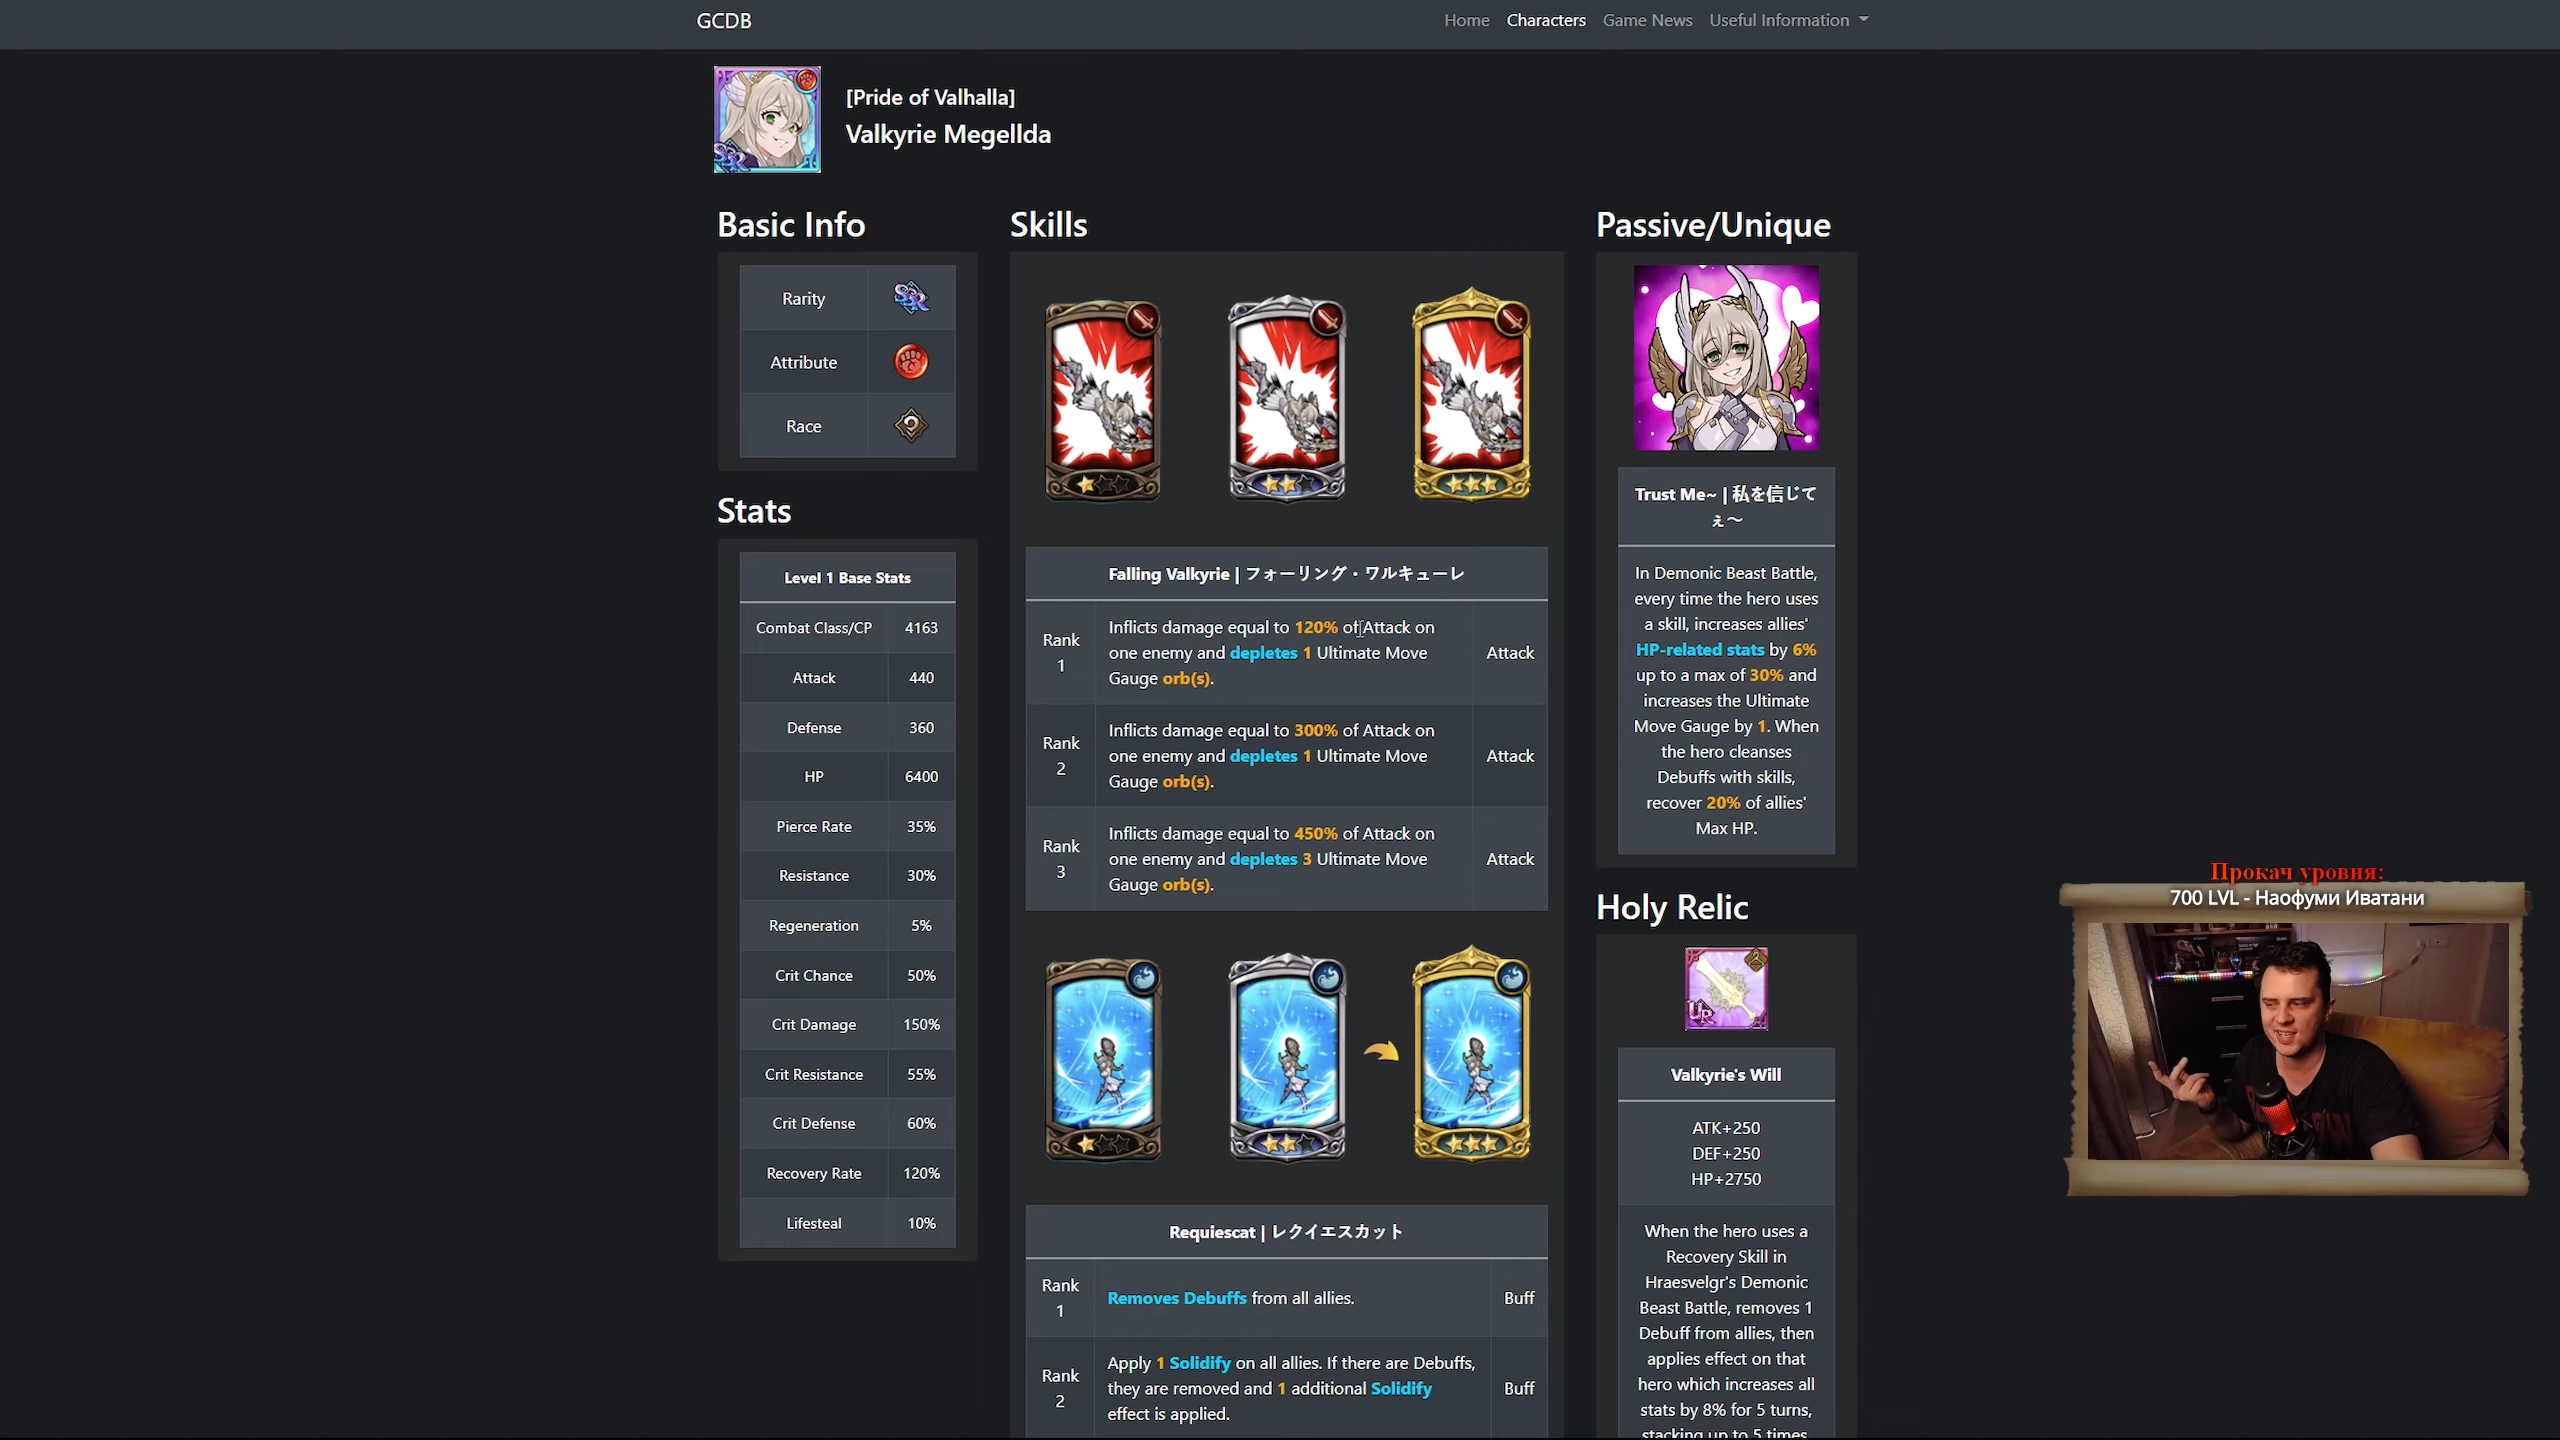 GCDB
Home Characters Game News Useful Information
[Pride of Valhalla]
Valkyrie Megellda
Basic Info
Rarity
SSR
Attribute
Race
Stats
Level 1 Base Stats
Combat Class/CP 4163
Attack 440
Defense 360
HP 6400
Pierce Rate 35%
Resistance 30%
Regeneration 5%
Crit Chance 50%
Crit Damage 150%
Crit Resistance 55%
Crit Defense 60%
Recovery Rate 120%
Lifesteal 10%
Skills
Falling Valkyrie | フォーリング・ワルキューレ
Rank
1
Inflicts damage equal to 120% of Attack on
one enemy and depletes 1 Ultimate Move
Gauge orb(s).
Attack
Rank
2
Inflicts damage equal to 300% of Attack on
one enemy and depletes 1 Ultimate Move
Gauge orb(s).
Attack
Rank
3
Inflicts damage equal to 450% of Attack on
one enemy and depletes 3 Ultimate Move
Gauge orb(s).
Attack
Requiescat | レクイエスカット
Rank
1
Removes Debuffs from all allies.
Buff
Rank
2
Apply 1 Solidify on all allies. If there are Debuffs,
they are removed and 1 additional Solidify
effect is applied.
Buff
Passive/Unique
Trust Me~ | 私を信じて
ぇ〜
In Demonic Beast Battle,
every time the hero uses
a skill, increases allies'
HP-related stats by 6%
up to a max of 30% and
increases the Ultimate
Move Gauge by 1. When
the hero cleanses
Debuffs with skills,
recover 20% of allies'
Max HP.
Holy Relic
UR
Valkyrie's Will
ATK+250
DEF+250
HP+2750
When the hero uses a
Recovery Skill in
Hraesvelgr's Demonic
Beast Battle, removes 1
Debuff from allies, then
applies effect on that
hero which increases all
stats by 8% for 5 turns,
stacking up to 5 times
Прокач уровня:
700 LVL - Наофуми Иватани